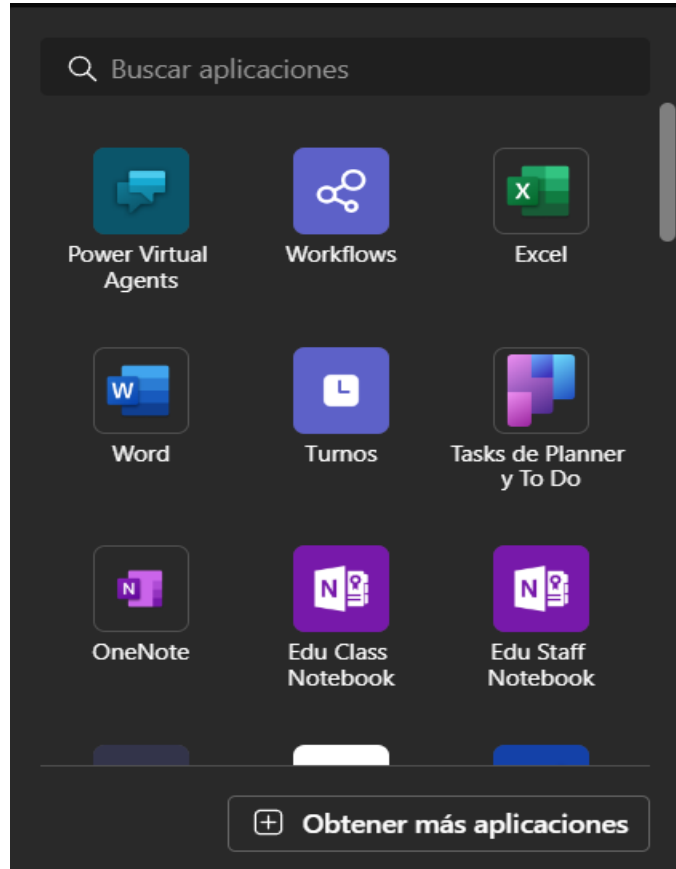 Buscar aplicaciones
Power Virtual
Agents
Workflows
Excel
Word
Turnos
Tasks de Planner
y To Do
OneNote
Edu Class
Notebook
Edu Staff
Notebook
Obtener más aplicaciones